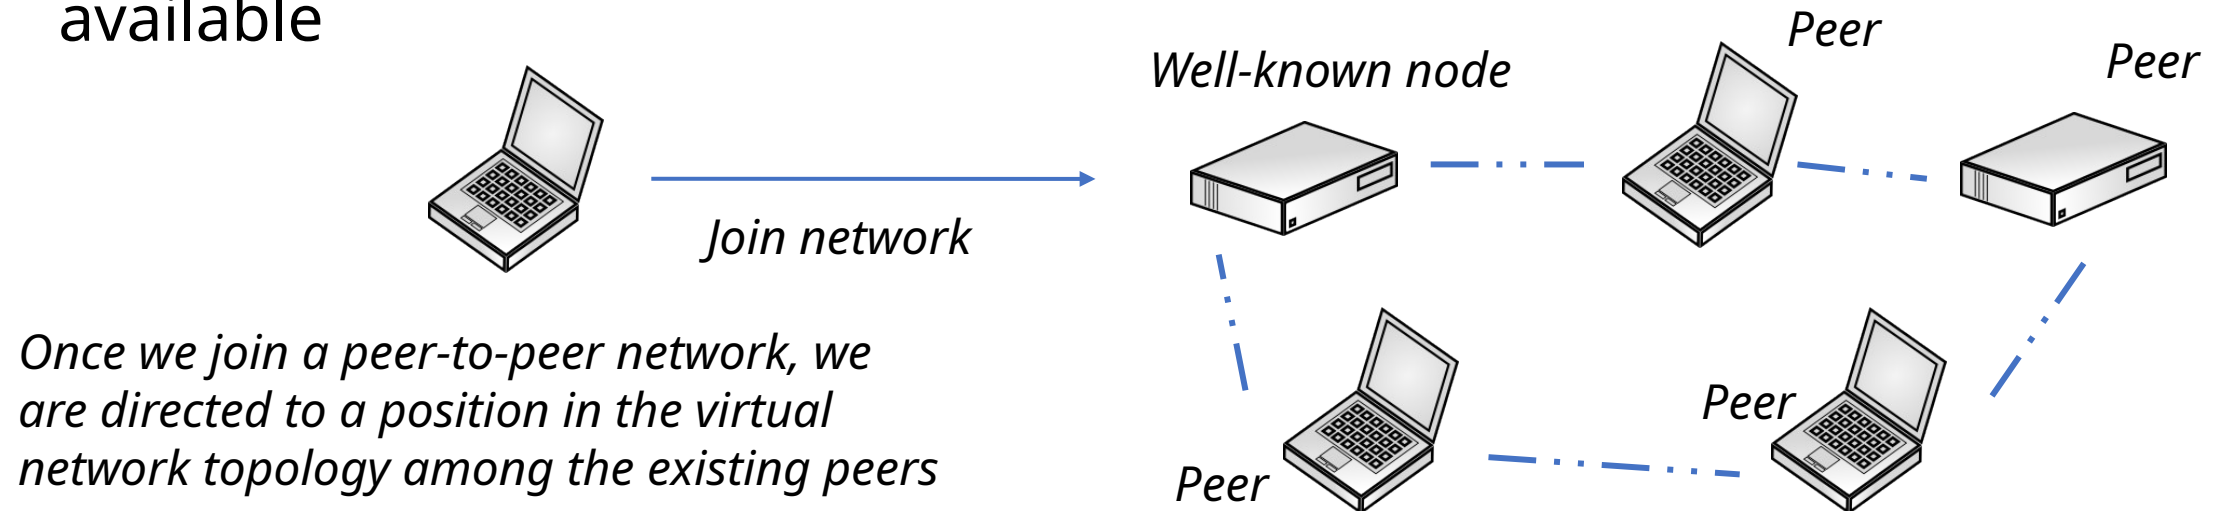 available
Peer
Peer
Well-known node
Join network
Once we join a peer-to-peer network, we
are directed to a position in the virtual
network topology among the existing peers
Peer
Peer